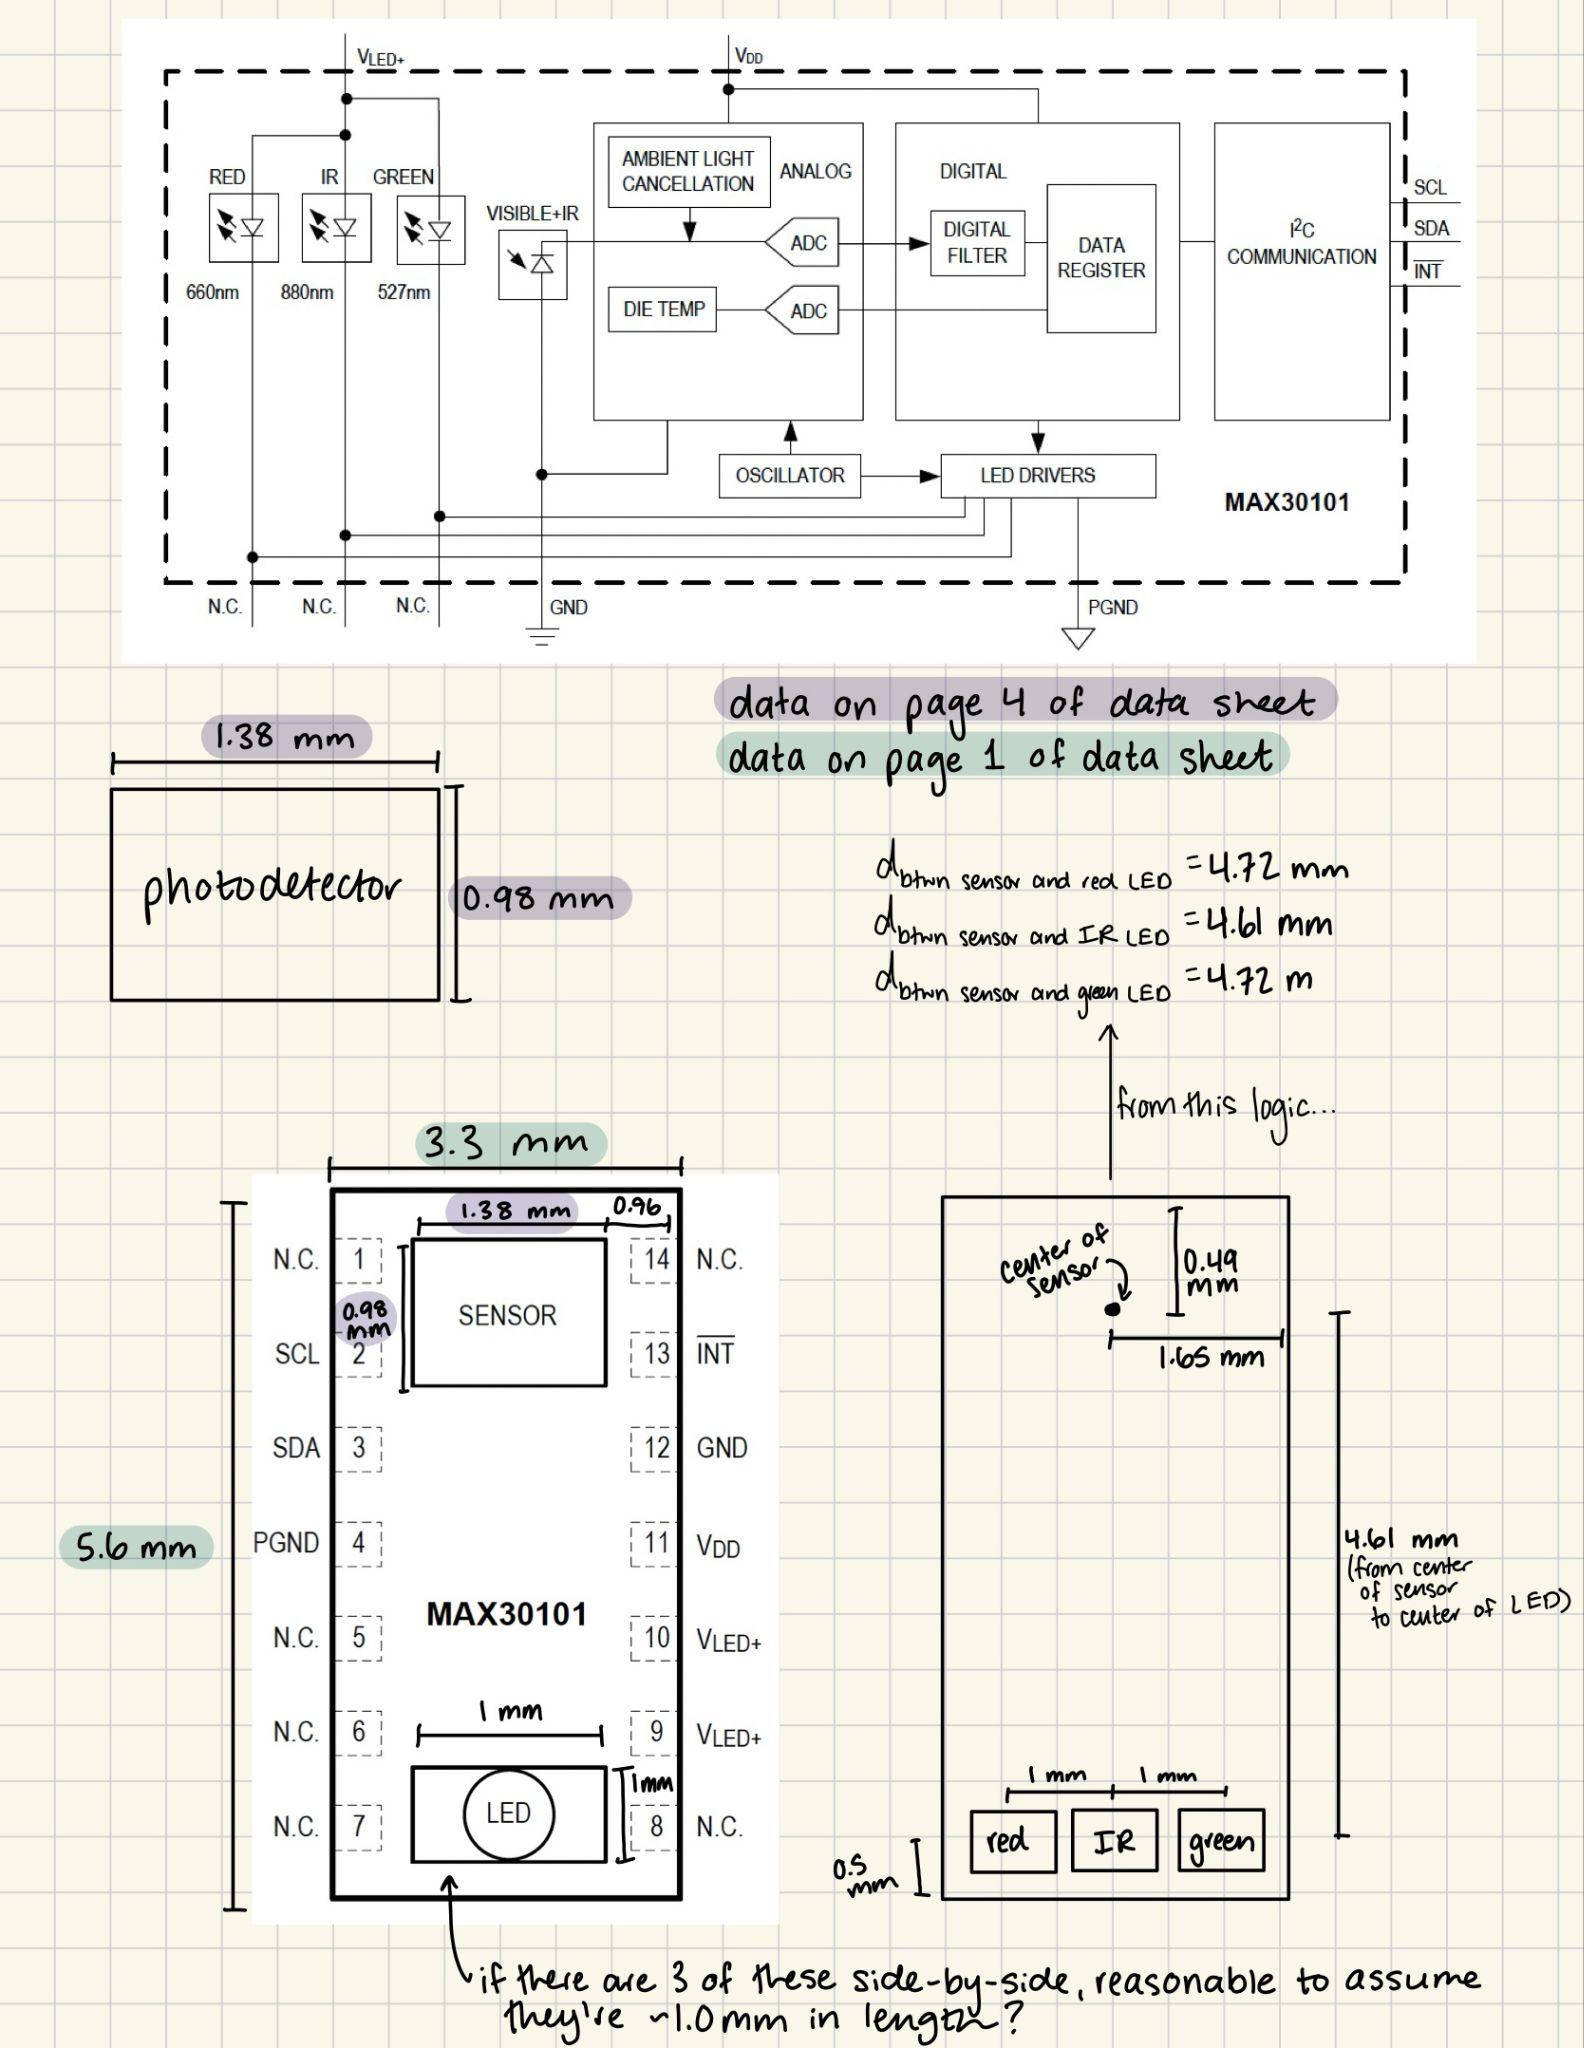 VLED+
VDD
RED
IR
GREEN
VISIBLE+IR
660nm
880nm
527nm
AMBIENT LIGHT
CANCELLATION
ANALOG
ADC
DIE TEMP
ADC
DIGITAL
DIGITAL
FILTER
DATA
REGISTER
I²C
COMMUNICATION
SCL
SDA
INT
OSCILLATOR
LED DRIVERS
MAX30101
N.C.
N.C.
N.C.
GND
PGND
data on page 4 of data sheet
data on page 1 of data sheet
1.38 mm
photodetector
0.98 mm
d btwn sensor and red LED = 4.72 mm
d btwn sensor and IR LED = 4.61 mm
d btwn sensor and green LED = 4.72 m
from this logic...
3.3 mm
1.38 mm
0.96
N.C. 1
0.98
mm
SENSOR
14 N.C.
SCL 2
13 INT
SDA 3
12 GND
5.6 mm
PGND 4
11 VDD
MAX30101
N.C. 5
10 VLED+
1 mm
N.C. 6
9 VLED+
1mm
LED
N.C. 7
8 N.C.
center of
sensor
0.49
mm
1.65 mm
4.61 mm
(from center
of sensor
to center of LED)
1 mm
1 mm
red
IR
green
0.5
mm
if there are 3 of these side-by-side, reasonable to assume
they're ~1.0mm in length?